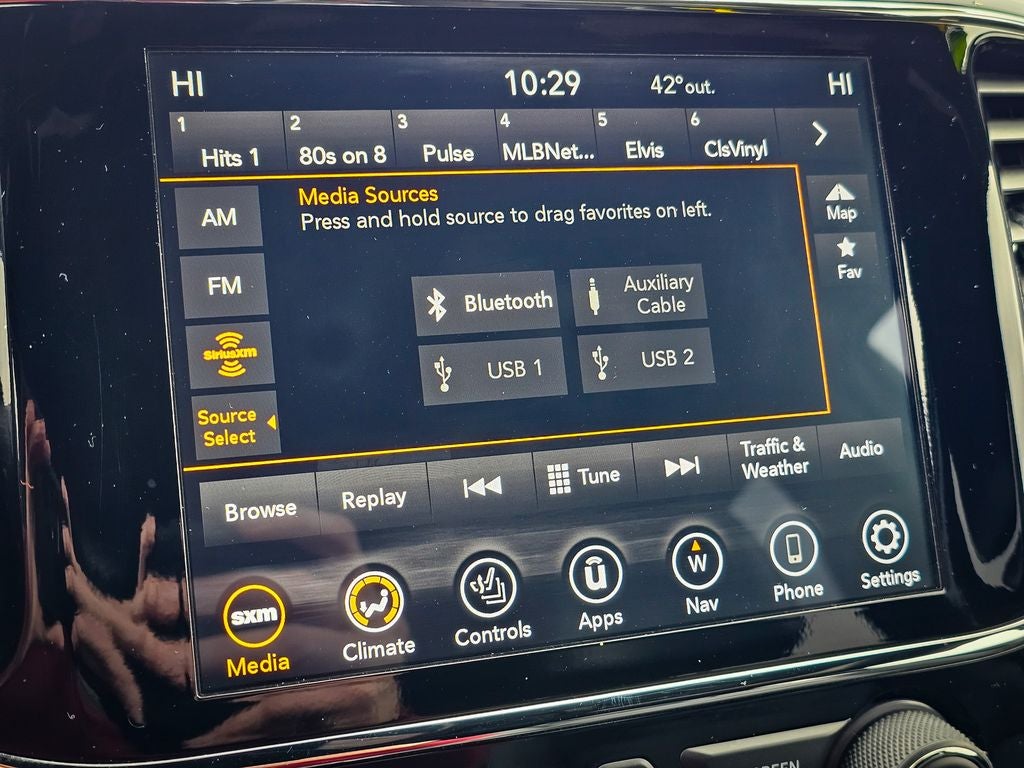 HI 10:29 42° out. HI
1 2 3 4 5 6
Hits 1 80s on 8 Pulse MLBNet... Elvis ClsVinyl
Media Sources
Press and hold source to drag favorites on left.
AM
FM
SiriusXM
Source
Select
Bluetooth
Auxiliary
Cable
USB 1
USB 2
Map
Fav
Browse Replay Tune
Traffic &
Weather
Audio
sxm
Media
Climate
Controls
Apps
W
Nav
Phone
Settings